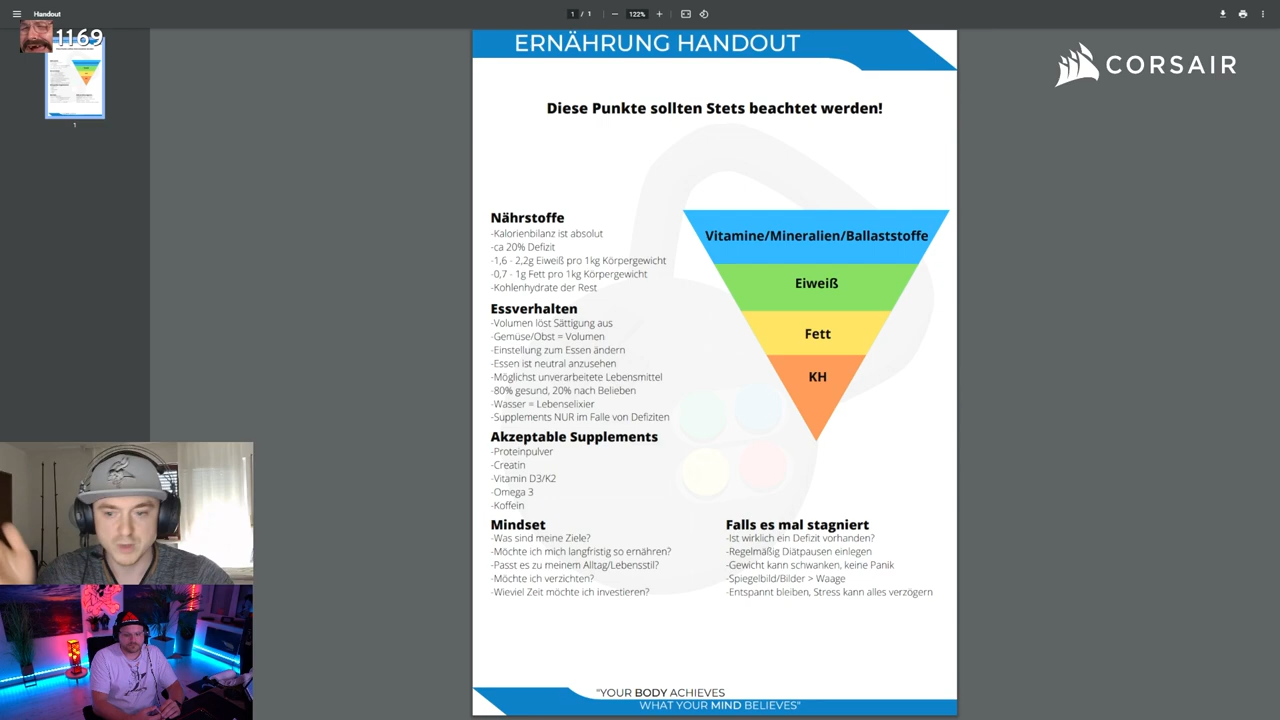 Handout
1 / 1
122%
1169
CORSAIR
1
ERNÄHRUNG HANDOUT
Diese Punkte sollten Stets beachtet werden!
Nährstoffe
-Kalorienbilanz ist absolut
-ca 20% Defizit
-1,6 - 2,2g Eiweiß pro 1kg Körpergewicht
-0,7 - 1g Fett pro 1kg Körpergewicht
-Kohlenhydrate der Rest
Vitamine/Mineralien/Ballaststoffe
Eiweiß
Fett
KH
Essverhalten
-Volumen löst Sättigung aus
-Gemüse/Obst = Volumen
-Einstellung zum Essen ändern
-Essen ist neutral anzusehen
-Möglichst unverarbeitete Lebensmittel
-80% gesund, 20% nach Belieben
-Wasser = Lebenselixier
-Supplements NUR im Falle von Defiziten
Akzeptable Supplements
-Proteinpulver
-Creatin
-Vitamin D3/K2
-Omega 3
-Koffein
Mindset
-Was sind meine Ziele?
-Möchte ich mich langfristig so ernähren?
-Passt es zu meinem Alltag/Lebensstil?
-Möchte ich verzichten?
-Wieviel Zeit möchte ich investieren?
Falls es mal stagniert
-Ist wirklich ein Defizit vorhanden?
-Regelmäßig Diätpausen einlegen
-Gewicht kann schwanken, keine Panik
-Spiegelbild/Bilder > Waage
-Entspannt bleiben, Stress kann alles verzögern
"YOUR BODY ACHIEVES
WHAT YOUR MIND BELIEVES"